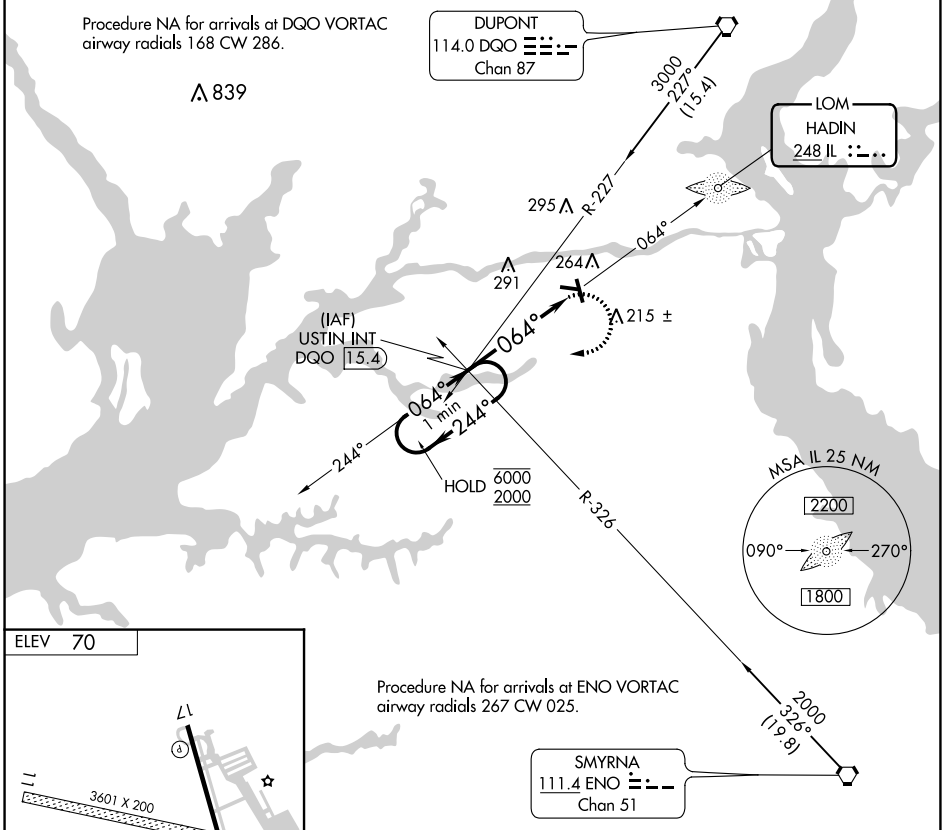 Procedure NA for arrivals at DQO VORTAC
airway radials 168 CW 286.
839
DUPONT
114.0 DQO
Chan 87
3000
227°
(15.4)
LOM
HADIN
248 IL
R-227
295
064°
291
264
215 ±
(IAF)
USTIN INT
DQO 15.4
064°
064°
1 min
244°
244°
HOLD 6000
2000
R-326
MSA IL 25 NM
2200
090°
270°
1800
ELEV 70
17
11
3601 X 200
P
Procedure NA for arrivals at ENO VORTAC
airway radials 267 CW 025.
2000
326°
(19.8)
SMYRNA
111.4 ENO
Chan 51